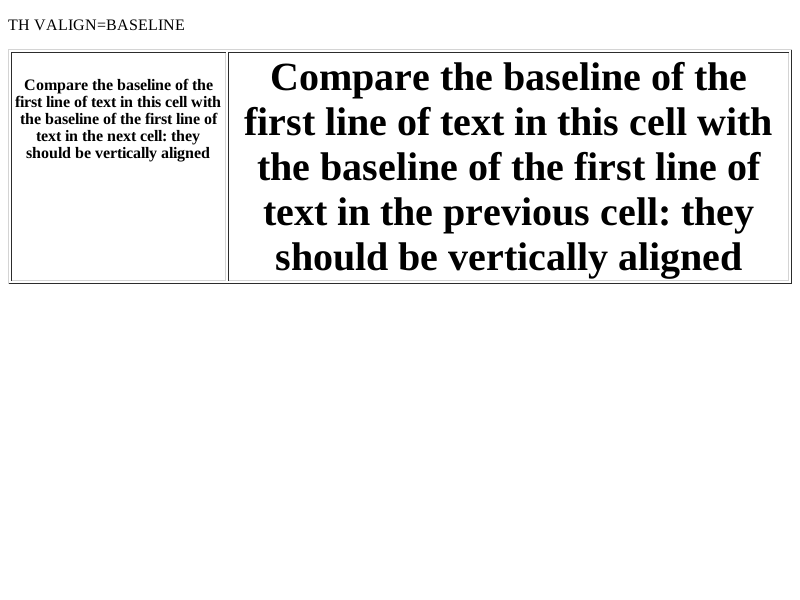 TH VALIGN=BASELINE
Compare the baseline of the
first line of text in this cell with
the baseline of the first line of
text in the next cell: they
should be vertically aligned
Compare the baseline of the
first line of text in this cell with
the baseline of the first line of
text in the previous cell: they
should be vertically aligned